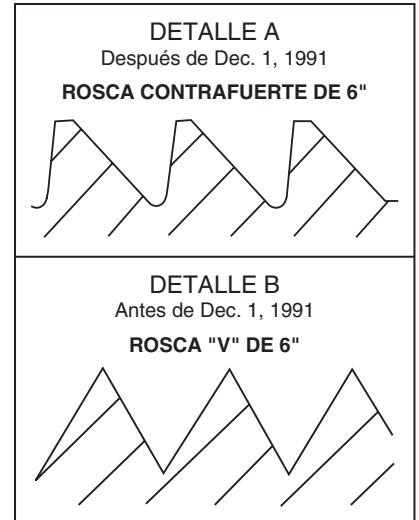 DETALLE A
Después de Dec. 1, 1991
ROSCA CONTRAFUERTE DE 6"
DETALLE B
Antes de Dec. 1, 1991
ROSCA "V" DE 6"